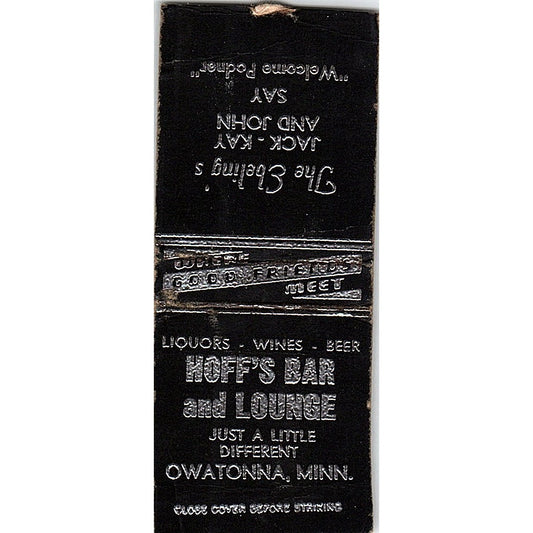 The Ebeling's
JACK - KAY
AND JOHN
SAY
"Welcome Podner"
WHERE
GOOD FRIENDS
MEET
LIQUORS - WINES - BEER
HOFF'S BAR
and LOUNGE
JUST A LITTLE
DIFFERENT
OWATONNA, MINN.
CLOSE COVER BEFORE STRIKING